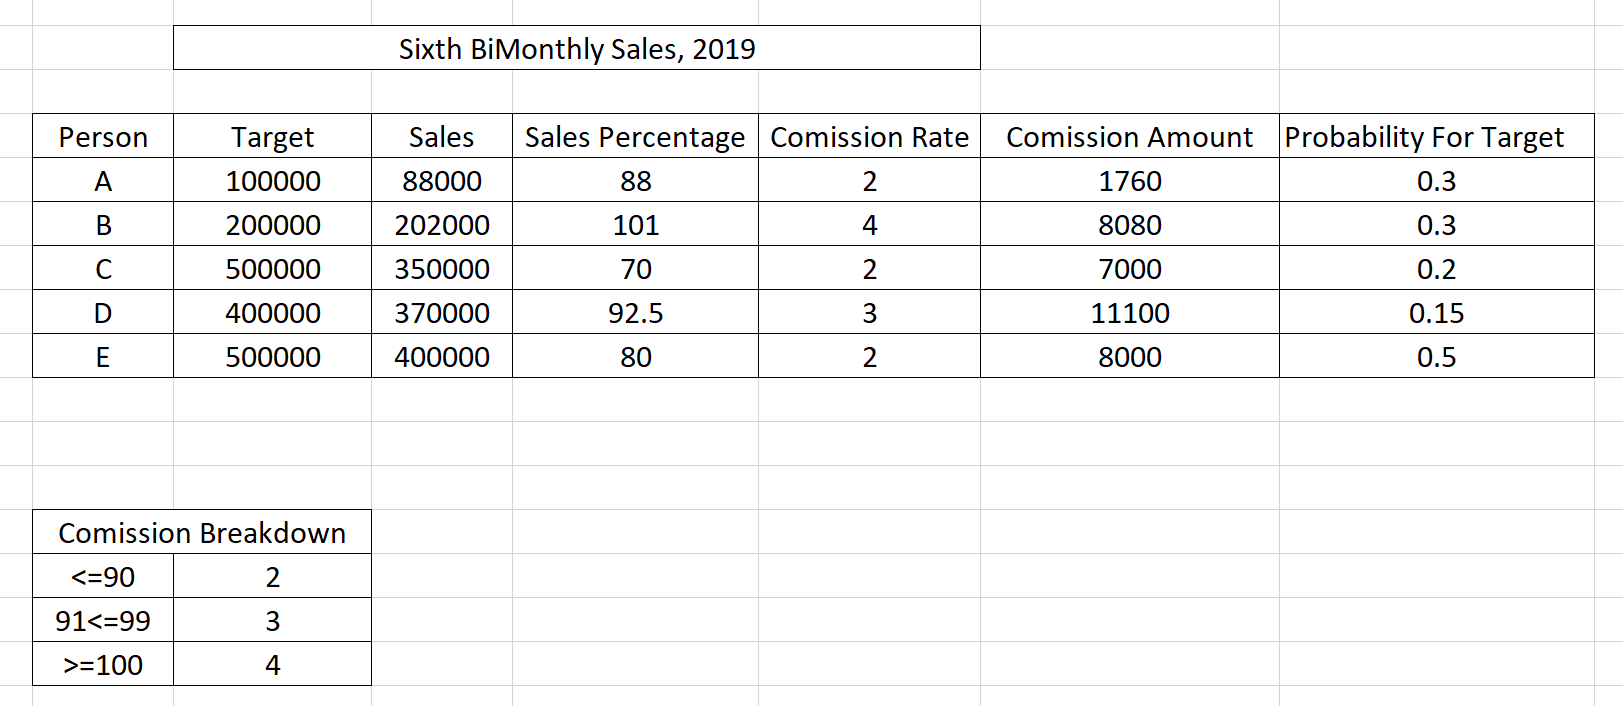 Sixth BiMonthly Sales, 2019
Person Target Sales Sales Percentage Comission Rate Comission Amount Probability For Target
A 100000 88000 88 2 1760 0.3
B 200000 202000 101 4 8080 0.3
C 500000 350000 70 2 7000 0.2
D 400000 370000 92.5 3 11100 0.15
E 500000 400000 80 2 8000 0.5
Comission Breakdown
<=90 2
91<=99 3
>=100 4